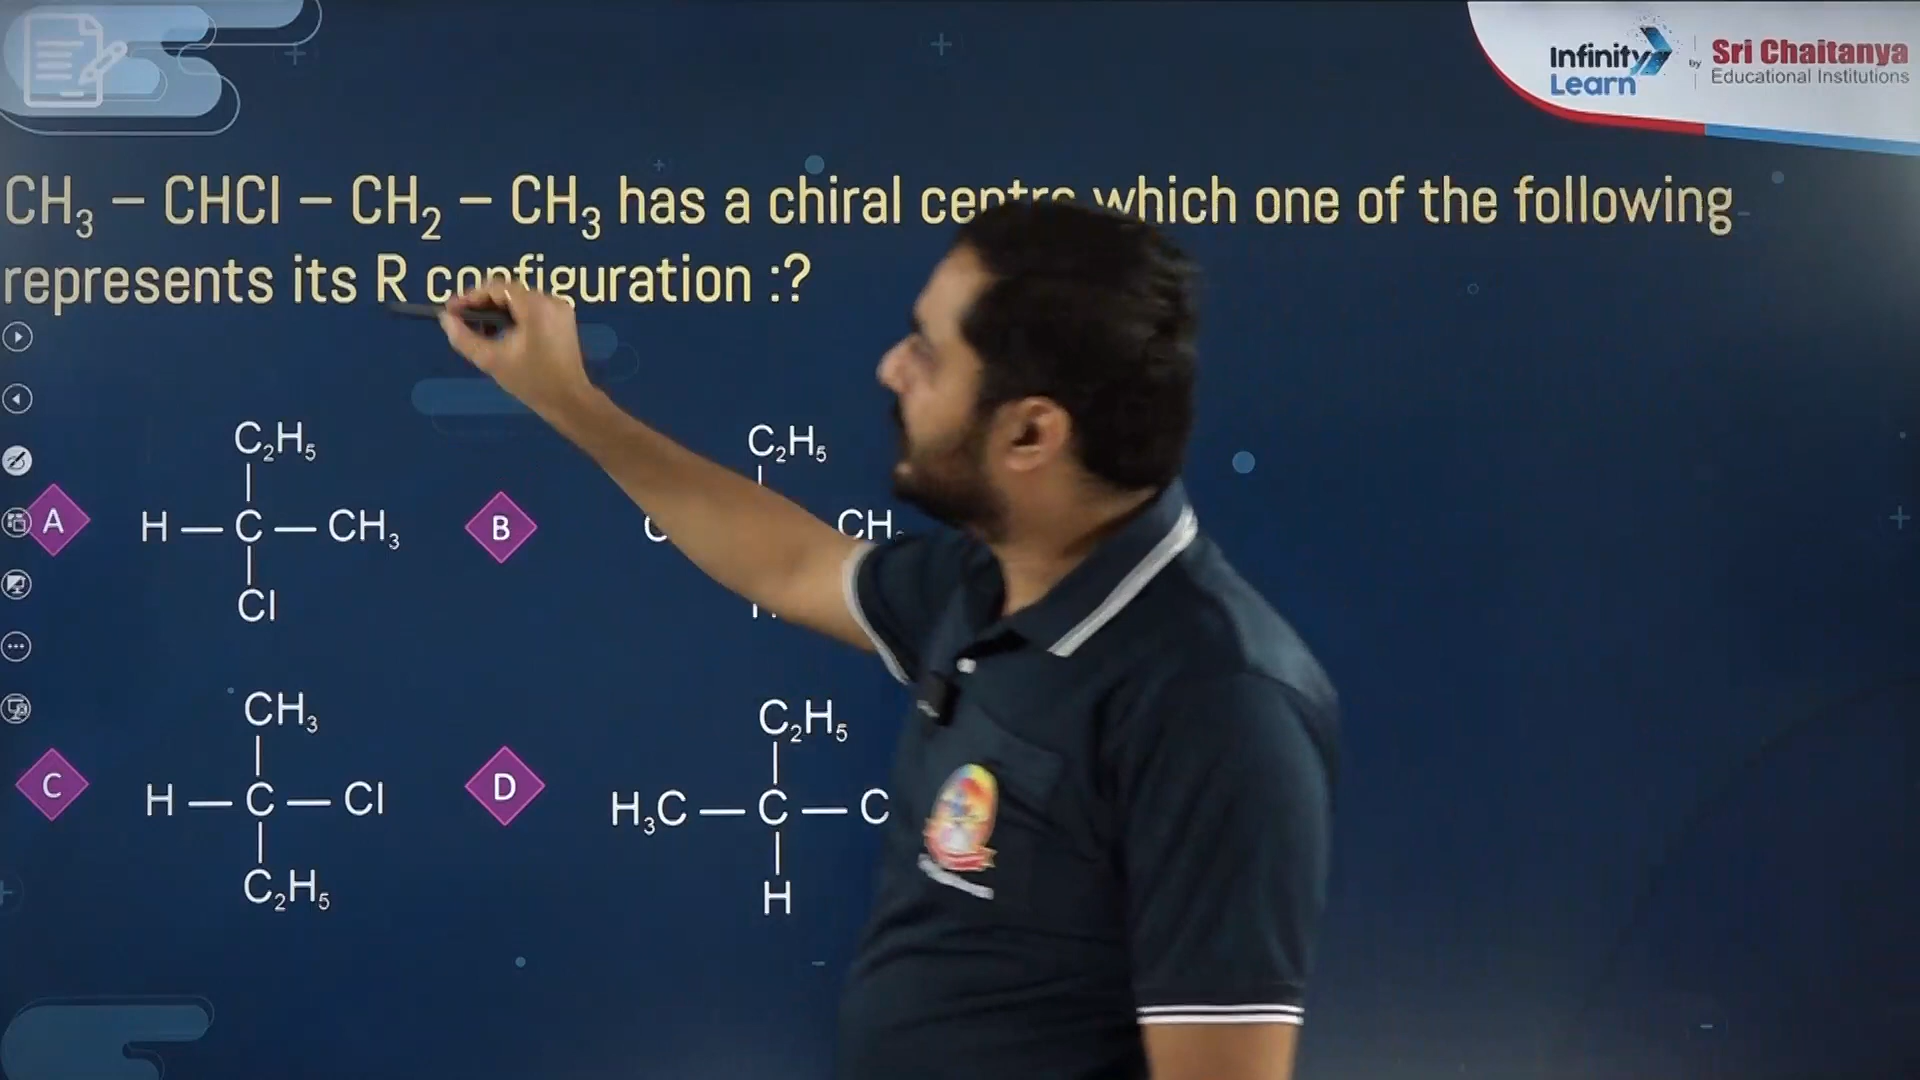 Infinity Learn by Sri Chaitanya Educational Institutions
CH₃ – CHCl – CH₂ – CH₃ has a chiral centre which one of the following
represents its R configuration :?
A
C₂H₅
H – C – CH₃
Cl
B
C₂H₅
CH
C
CH₃
H – C – Cl
C₂H₅
D
C₂H₅
H₃C – C – C
H